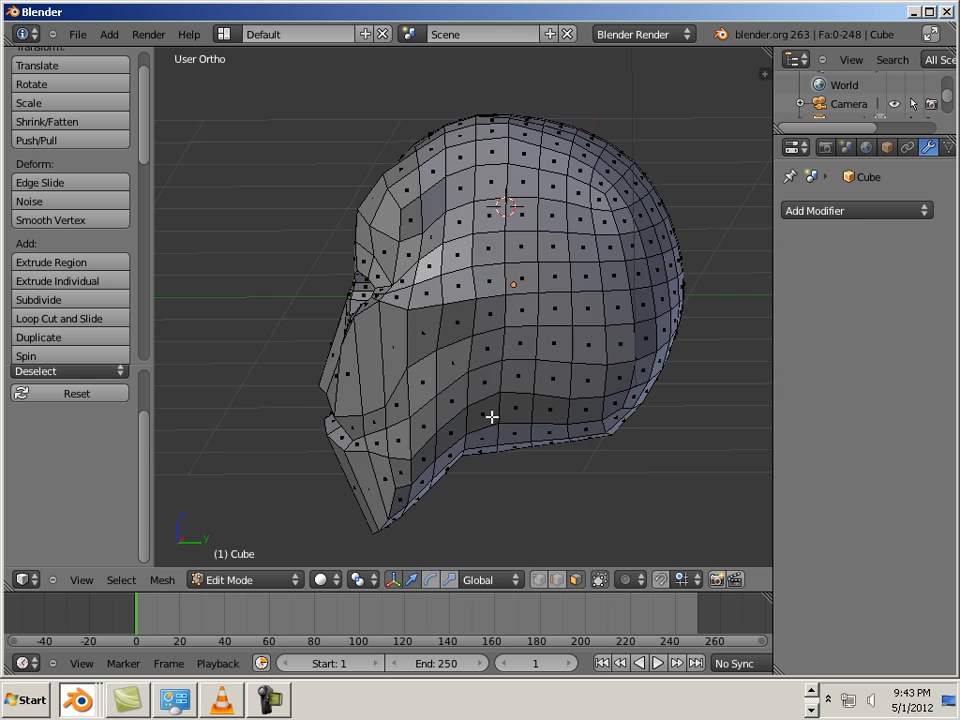 Blender
File Add Render Help Default Scene Blender Render blender.org 263 | Fa:0-248 | Cube
Translate
Rotate
Scale
Shrink/Fatten
Push/Pull
Deform:
Edge Slide
Noise
Smooth Vertex
Add:
Extrude Region
Extrude Individual
Subdivide
Loop Cut and Slide
Duplicate
Spin
Deselect
Reset
User Ortho
y
(1) Cube
View Search All Sce
World
Camera
Cube
Add Modifier
View Select Mesh Edit Mode Global
-40 -20 0 20 40 60 80 100 120 140 160 180 200 220 240 260
View Marker Frame Playback Start: 1 End: 250 1 No Sync
Start
9:43 PM
5/1/2012